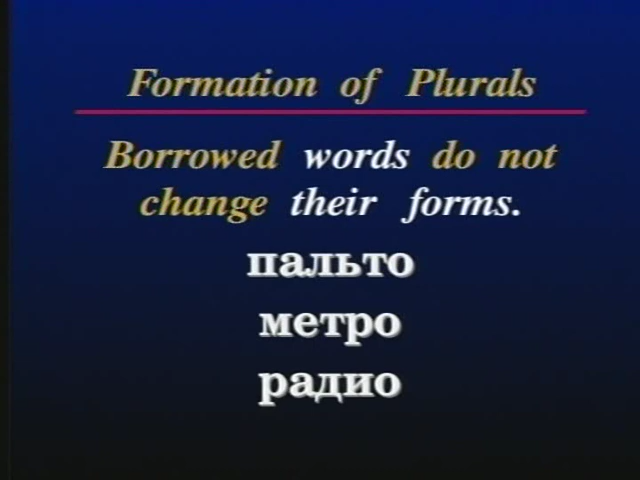 Formation of Plurals
Borrowed words do not
change their forms.
пальто
метро
радио